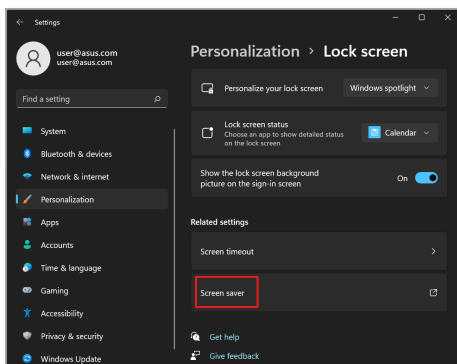 Settings
user@asus.com
user@asus.com
Find a setting
System
Bluetooth & devices
Network & internet
Personalization
Apps
Accounts
Time & language
Gaming
Accessibility
Privacy & security
Windows Update
Personalization > Lock screen
Personalize your lock screen
Windows spotlight
Lock screen status
Choose an app to show detailed status
on the lock screen
Calendar
Show the lock screen background
picture on the sign-in screen
On
Related settings
Screen timeout
Screen saver
Get help
Give feedback